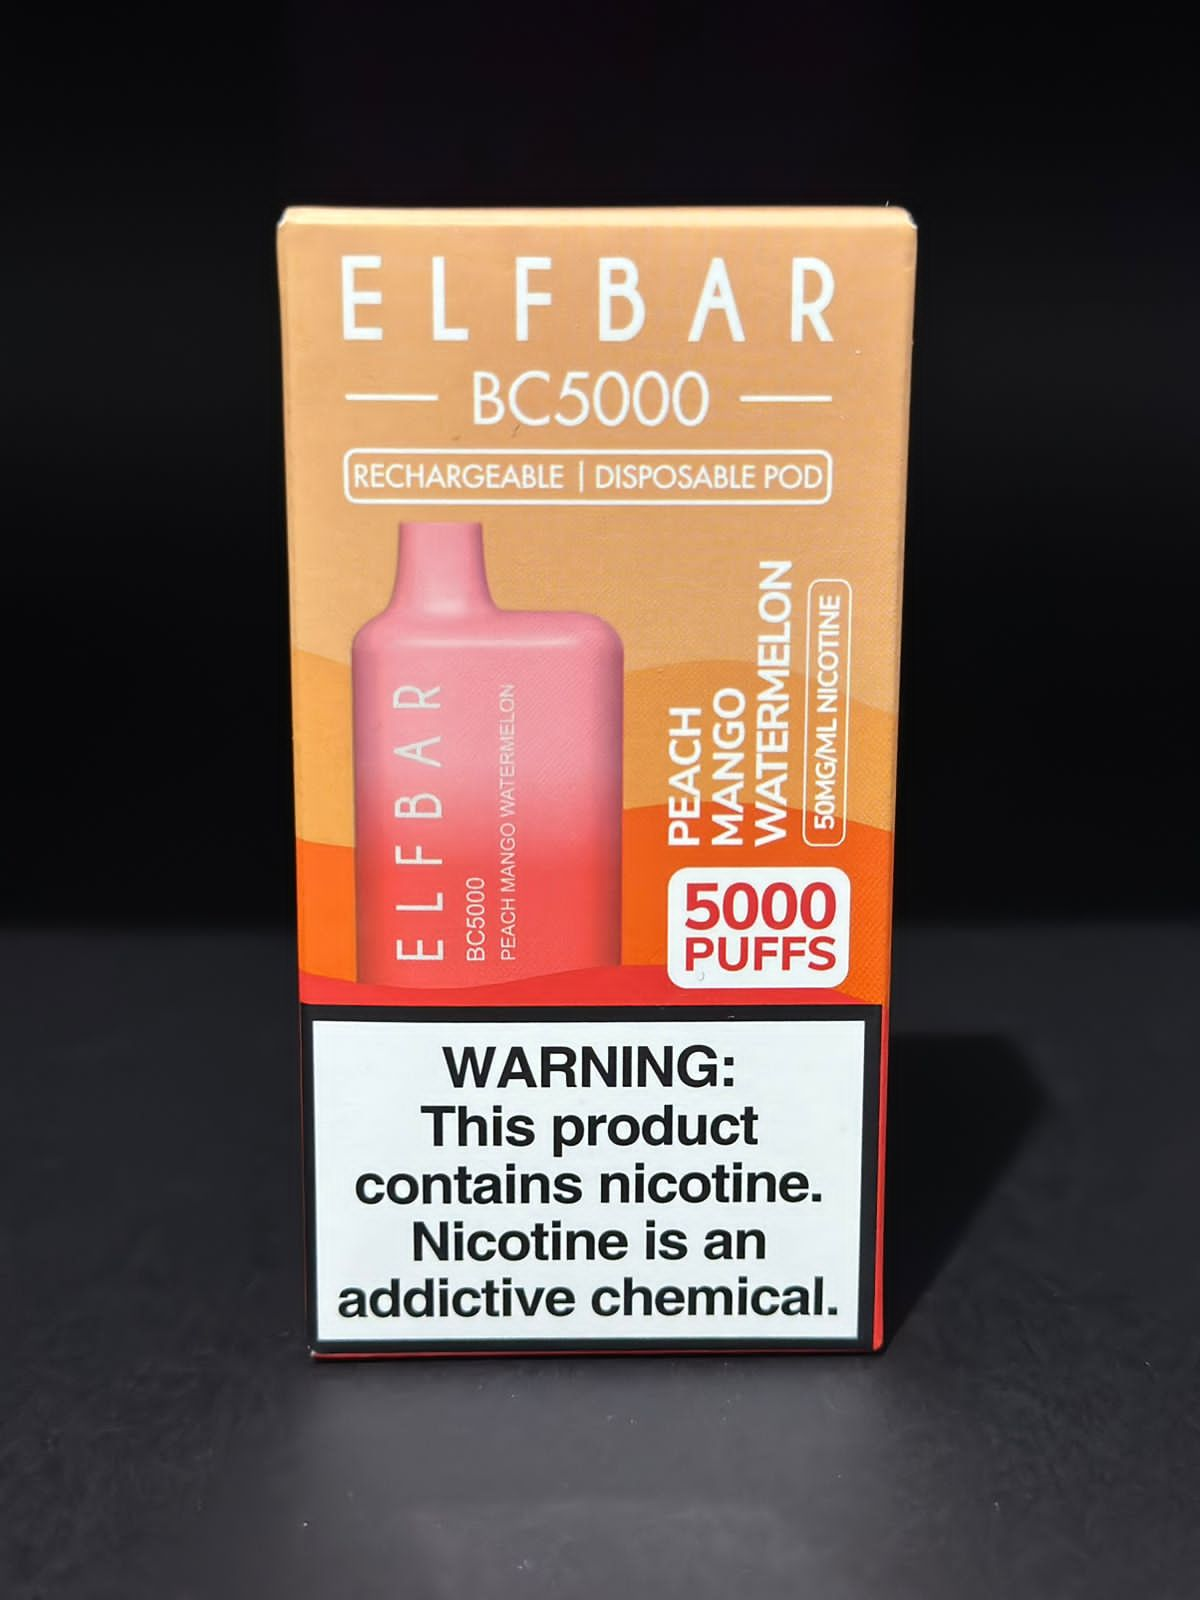 ELFBAR
BC5000
RECHARGEABLE | DISPOSABLE POD
ELFBAR
BC5000
PEACH MANGO WATERMELON
PEACH
MANGO
WATERMELON
50MG/ML NICOTINE
5000
PUFFS
WARNING:
This product
contains nicotine.
Nicotine is an
addictive chemical.